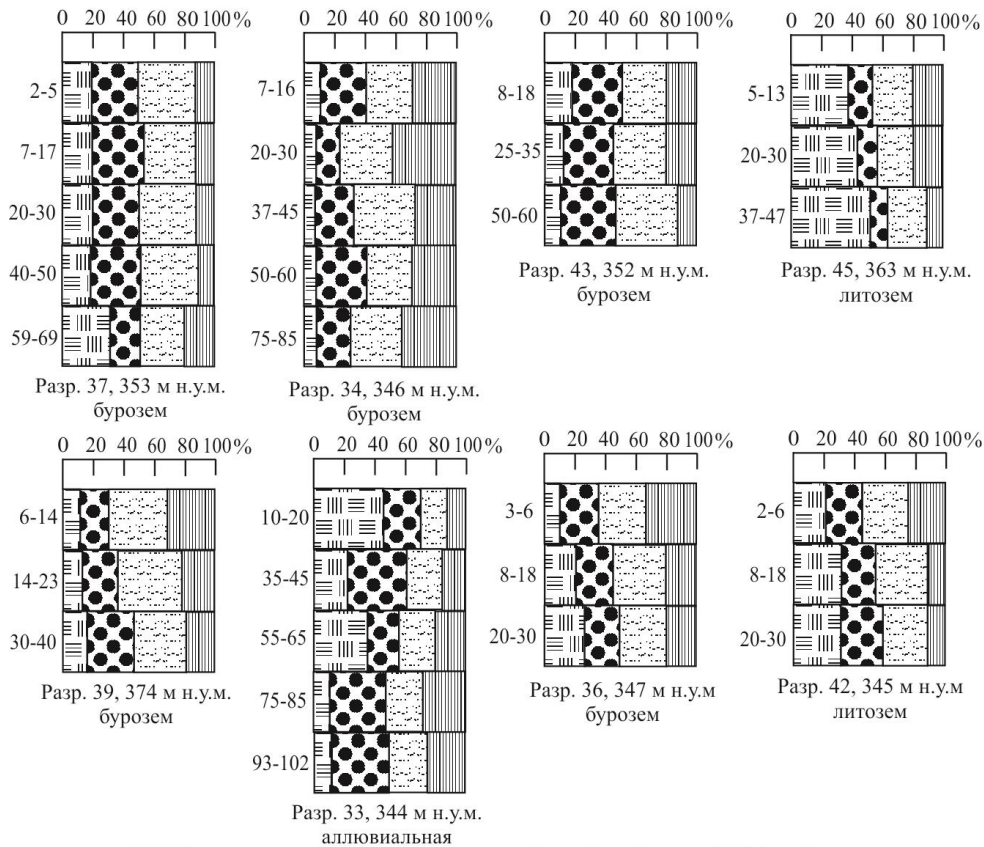 0 20 40 60 80 100%
2-5
7-17
20-30
40-50
59-69
Разр. 37, 353 м н.у.м.
бурозем
0 20 40 60 80 100%
7-16
20-30
37-45
50-60
75-85
Разр. 34, 346 м н.у.м.
бурозем
0 20 40 60 80 100%
8-18
25-35
50-60
Разр. 43, 352 м н.у.м.
бурозем
0 20 40 60 80 100%
5-13
20-30
37-47
Разр. 45, 363 м н.у.м.
литозем
0 20 40 60 80 100%
6-14
14-23
30-40
Разр. 39, 374 м н.у.м.
бурозем
0 20 40 60 80 100%
10-20
35-45
55-65
75-85
93-102
Разр. 33, 344 м н.у.м.
аллювиальная
0 20 40 60 80 100%
3-6
8-18
20-30
Разр. 36, 347 м н.у.м
бурозем
0 20 40 60 80 100%
2-6
8-18
20-30
Разр. 42, 345 м н.у.м
литозем